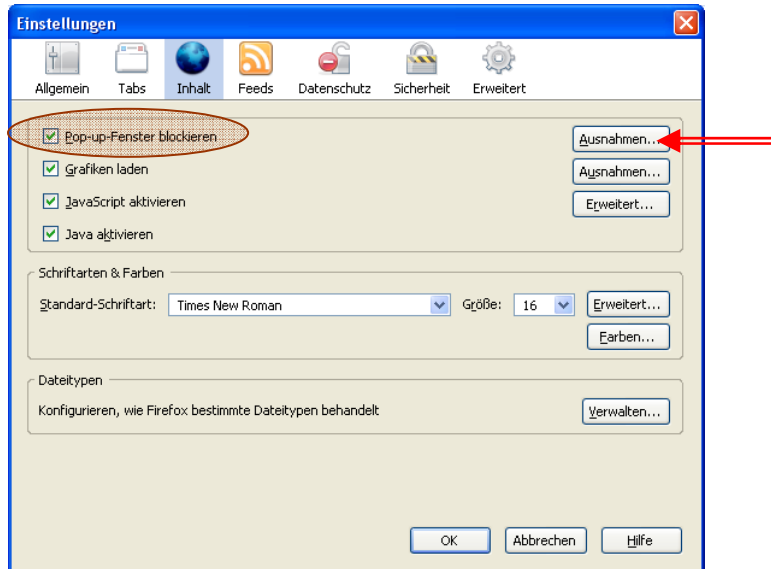 Einstellungen
Allgemein Tabs Inhalt Feeds Datenschutz Sicherheit Erweitert
Pop-up-Fenster blockieren Ausnahmen...
Grafiken laden Ausnahmen...
JavaScript aktivieren Erweitert...
Java aktivieren
Schriftarten & Farben
Standard-Schriftart: Times New Roman Größe: 16 Erweitert...
Farben...
Dateitypen
Konfigurieren, wie Firefox bestimmte Dateitypen behandelt Verwalten...
OK Abbrechen Hilfe